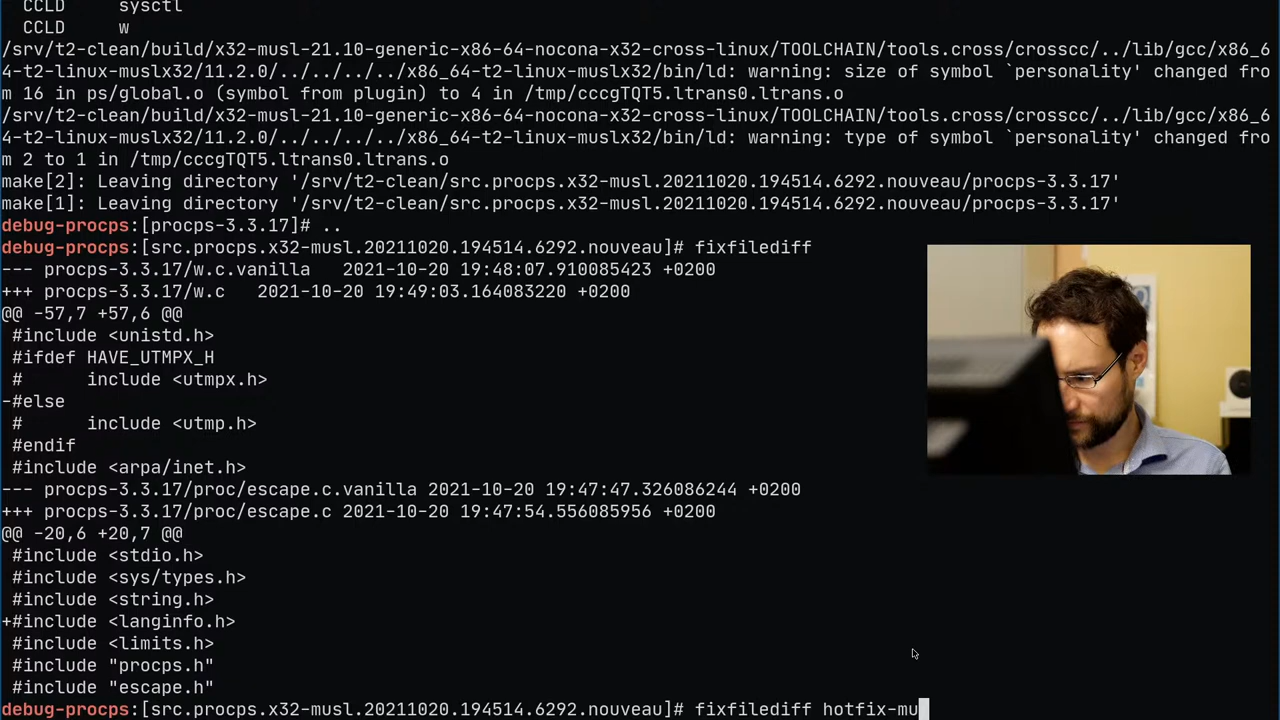 CCLD     sysctl
  CCLD     w
/srv/t2-clean/build/x32-musl-21.10-generic-x86-64-nocona-x32-cross-linux/TOOLCHAIN/tools.cross/crosscc/../lib/gcc/x86_6
4-t2-linux-muslx32/11.2.0/../../../../x86_64-t2-linux-muslx32/bin/ld: warning: size of symbol `personality' changed fro
m 16 in ps/global.o (symbol from plugin) to 4 in /tmp/cccgTQT5.ltrans0.ltrans.o
/srv/t2-clean/build/x32-musl-21.10-generic-x86-64-nocona-x32-cross-linux/TOOLCHAIN/tools.cross/crosscc/../lib/gcc/x86_6
4-t2-linux-muslx32/11.2.0/../../../../x86_64-t2-linux-muslx32/bin/ld: warning: type of symbol `personality' changed fro
m 2 to 1 in /tmp/cccgTQT5.ltrans0.ltrans.o
make[2]: Leaving directory '/srv/t2-clean/src.procps.x32-musl.20211020.194514.6292.nouveau/procps-3.3.17'
make[1]: Leaving directory '/srv/t2-clean/src.procps.x32-musl.20211020.194514.6292.nouveau/procps-3.3.17'
debug-procps:[procps-3.3.17]# ..
debug-procps:[src.procps.x32-musl.20211020.194514.6292.nouveau]# fixfilediff
--- procps-3.3.17/w.c.vanilla   2021-10-20 19:48:07.910085423 +0200
+++ procps-3.3.17/w.c   2021-10-20 19:49:03.164083220 +0200
@@ -57,7 +57,6 @@
 #include <unistd.h>
 #ifdef HAVE_UTMPX_H
 #      include <utmpx.h>
-#else
 #      include <utmp.h>
 #endif
 #include <arpa/inet.h>
--- procps-3.3.17/proc/escape.c.vanilla 2021-10-20 19:47:47.326086244 +0200
+++ procps-3.3.17/proc/escape.c 2021-10-20 19:47:54.556085956 +0200
@@ -20,6 +20,7 @@
 #include <stdio.h>
 #include <sys/types.h>
 #include <string.h>
+#include <langinfo.h>
 #include <limits.h>
 #include "procps.h"
 #include "escape.h"
debug-procps:[src.procps.x32-musl.20211020.194514.6292.nouveau]# fixfilediff hotfix-mu